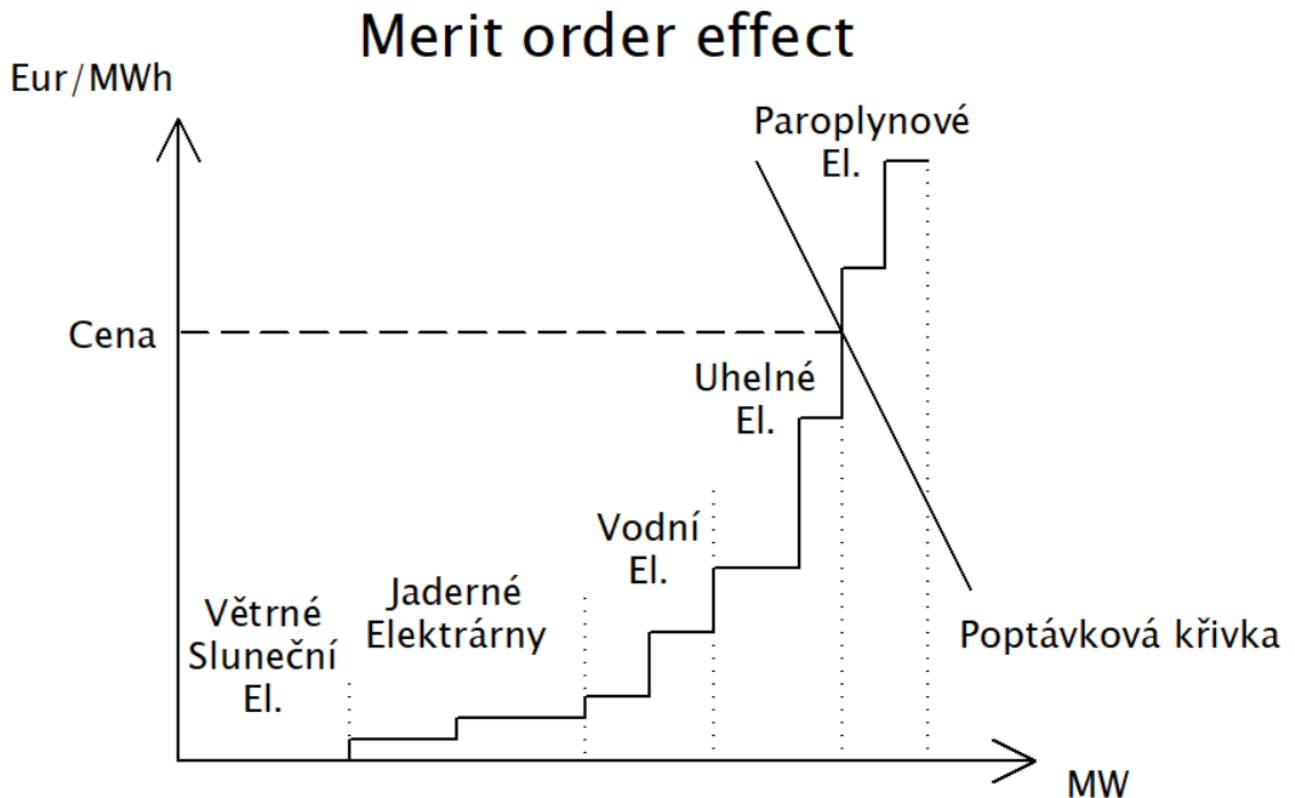 Merit order effect
Eur/MWh
Paroplynové
El.
Cena
Uhelné
El.
Vodní
El.
Jaderné
Elektrárny
Větrné
Sluneční
El.
Poptávková křivka
MW